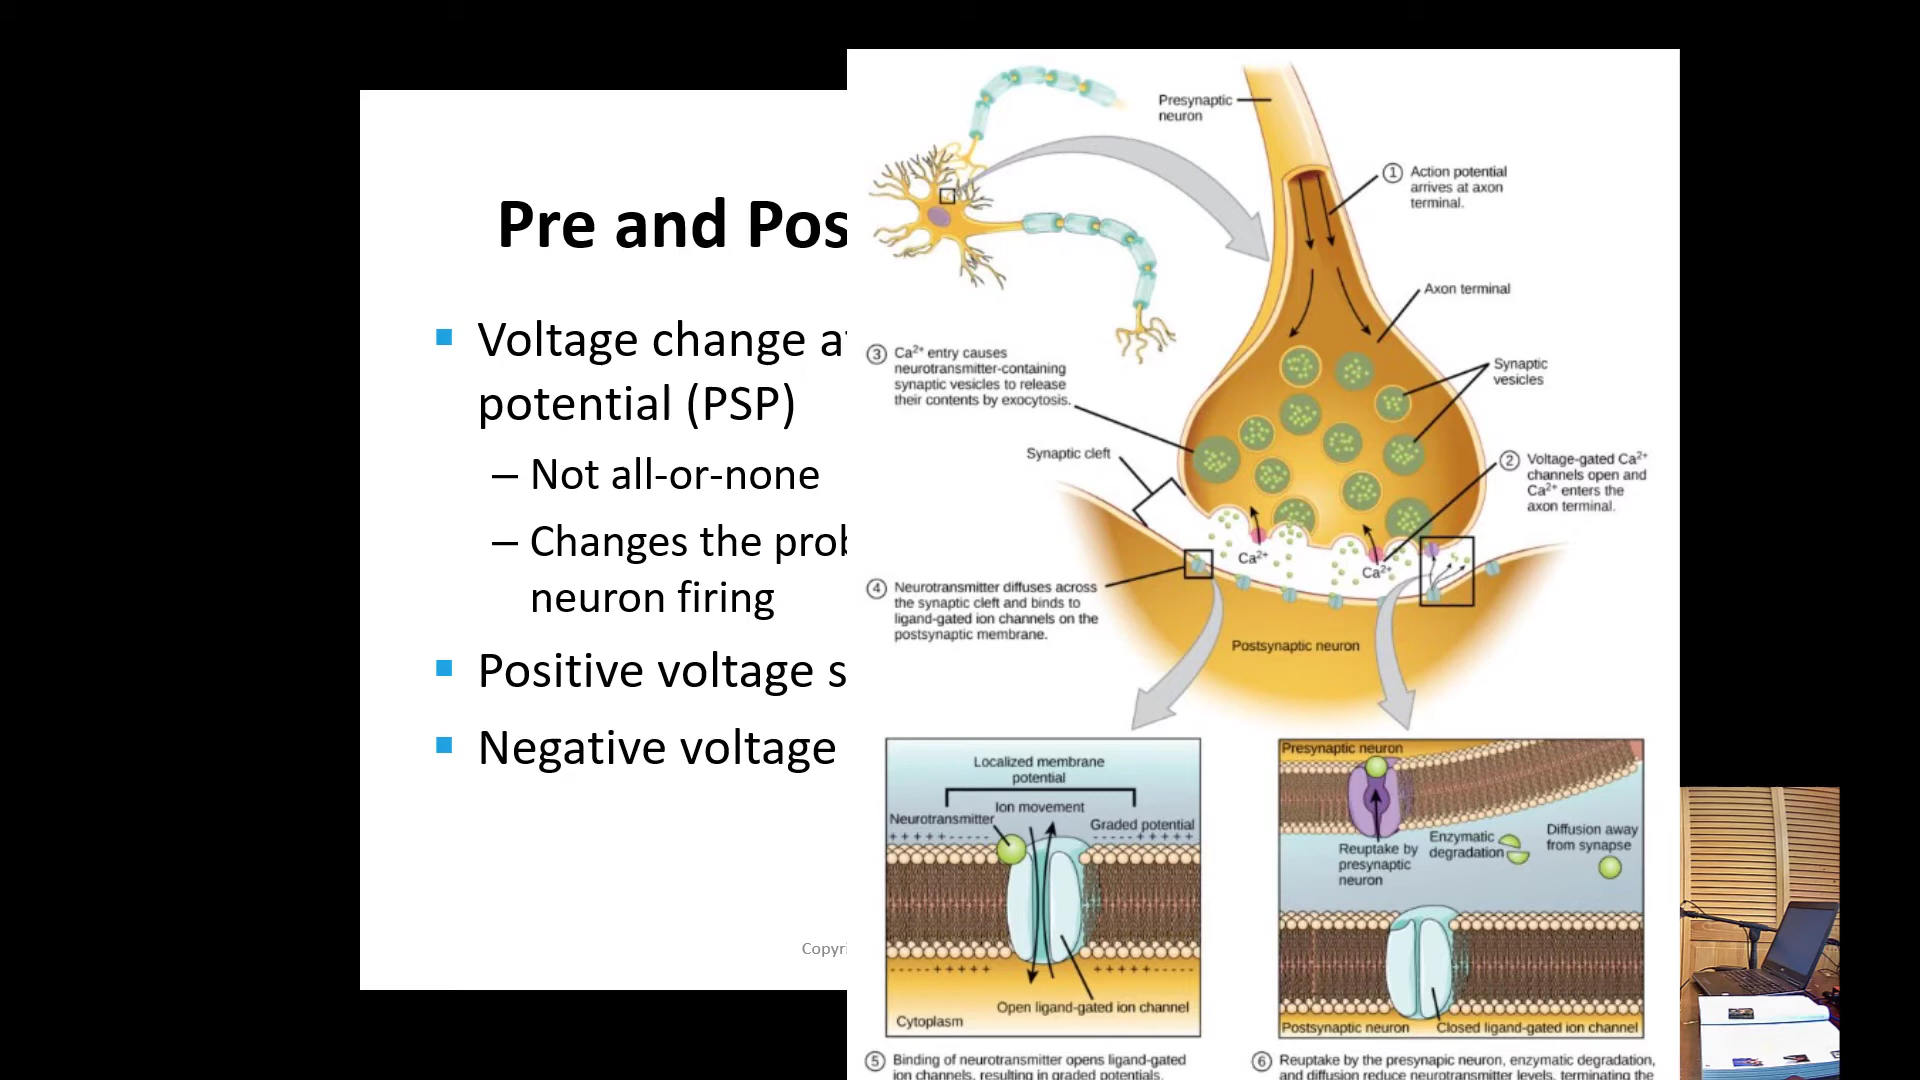 Pre and Pos
Voltage change at
potential (PSP)
– Not all-or-none
– Changes the prob
neuron firing
Positive voltage s
Negative voltage
Copyri
Presynaptic
neuron
1 Action potential
arrives at axon
terminal.
Axon terminal
Synaptic
vesicles
3 Ca2+ entry causes
neurotransmitter-containing
synaptic vesicles to release
their contents by exocytosis.
Synaptic cleft
2 Voltage-gated Ca2+
channels open and
Ca2+ enters the
axon terminal.
Ca2+
Ca2+
4 Neurotransmitter diffuses across
the synaptic cleft and binds to
ligand-gated ion channels on the
postsynaptic membrane.
Postsynaptic neuron
Localized membrane
potential
Ion movement
Neurotransmitter
Graded potential
+ + + + + - - - - -
- - - - - + + + + +
- - - - - + + + + +
+ + + + + - - - - -
Open ligand-gated ion channel
Cytoplasm
5 Binding of neurotransmitter opens ligand-gated
ion channels, resulting in graded potentials.
Presynaptic neuron
Reuptake by
presynaptic
neuron
Enzymatic
degradation
Diffusion away
from synapse
Postsynaptic neuron
Closed ligand-gated ion channel
6 Reuptake by the presynapic neuron, enzymatic degradation,
and diffusion reduce neurotransmitter levels, terminating the